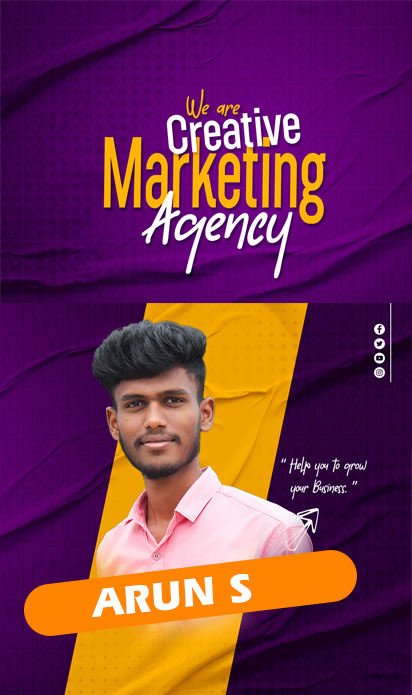 We are
Creative
Marketing
Agency
“ Help you to grow
your Business. ”
ARUN S